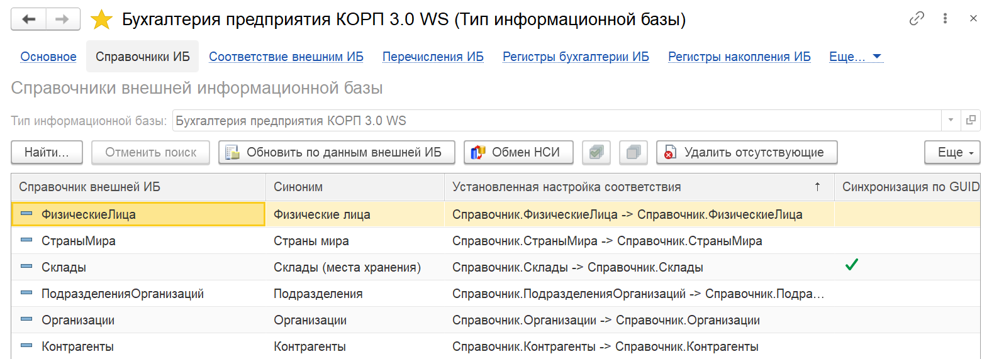 Бухгалтерия предприятия КОРП 3.0 WS (Тип информационной базы)
Основное Справочники ИБ Соответствие внешним ИБ Перечисления ИБ Регистры бухгалтерии ИБ Регистры накопления ИБ Еще...
Справочники внешней информационной базы
Тип информационной базы: Бухгалтерия предприятия КОРП 3.0 WS
Найти... Отменить поиск Обновить по данным внешней ИБ Обмен НСИ Удалить отсутствующие Еще
Справочник внешней ИБ Синоним Установленная настройка соответствия ↑ Синхронизация по GUID
ФизическиеЛица Физические лица Справочник.ФизическиеЛица -> Справочник.ФизическиеЛица
СтраныМира Страны мира Справочник.СтраныМира -> Справочник.СтраныМира
Склады Склады (места хранения) Справочник.Склады -> Справочник.Склады
ПодразделенияОрганизаций Подразделения Справочник.ПодразделенияОрганизаций -> Справочник.Подра...
Организации Организации Справочник.Организации -> Справочник.Организации
Контрагенты Контрагенты Справочник.Контрагенты -> Справочник.Контрагенты